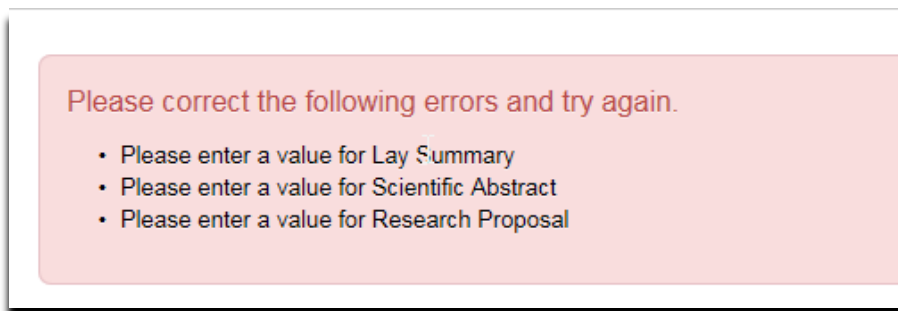 Please correct the following errors and try again.
• Please enter a value for Lay Summary
• Please enter a value for Scientific Abstract
• Please enter a value for Research Proposal